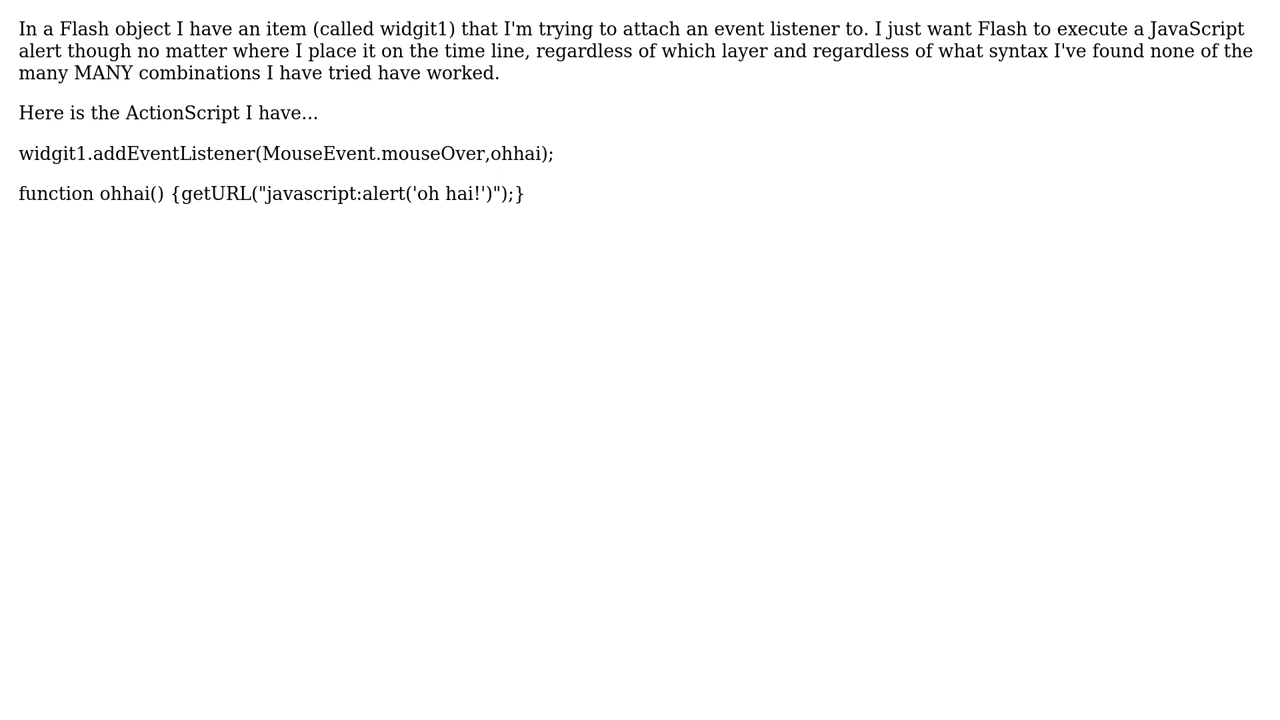 In a Flash object I have an item (called widgit1) that I'm trying to attach an event listener to. I just want Flash to execute a JavaScript
alert though no matter where I place it on the time line, regardless of which layer and regardless of what syntax I've found none of the
many MANY combinations I have tried have worked.
Here is the ActionScript I have...
widgit1.addEventListener(MouseEvent.mouseOver,ohhai);
function ohhai() {getURL("javascript:alert('oh hai!')");}